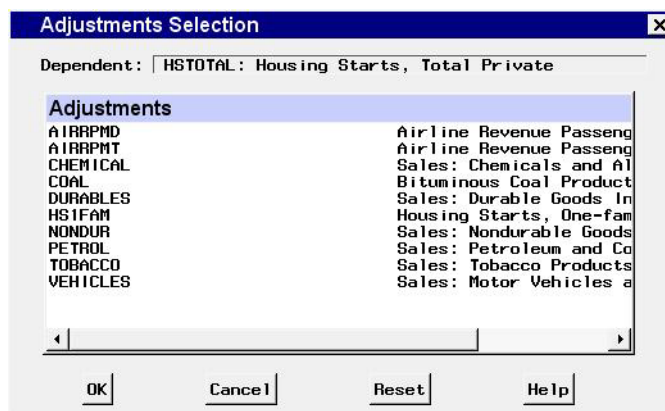 Adjustments Selection
Dependent: HSTOTAL: Housing Starts, Total Private
Adjustments
AIRRPMD Airline Revenue Passeng
AIRRPMT Airline Revenue Passeng
CHEMICAL Sales: Chemicals and Al
COAL Bituminous Coal Product
DURABLES Sales: Durable Goods In
HS1FAM Housing Starts, One-fam
NONDUR Sales: Nondurable Goods
PETROL Sales: Petroleum and Co
TOBACCO Sales: Tobacco Products
VEHICLES Sales: Motor Vehicles a
OK Cancel Reset Help